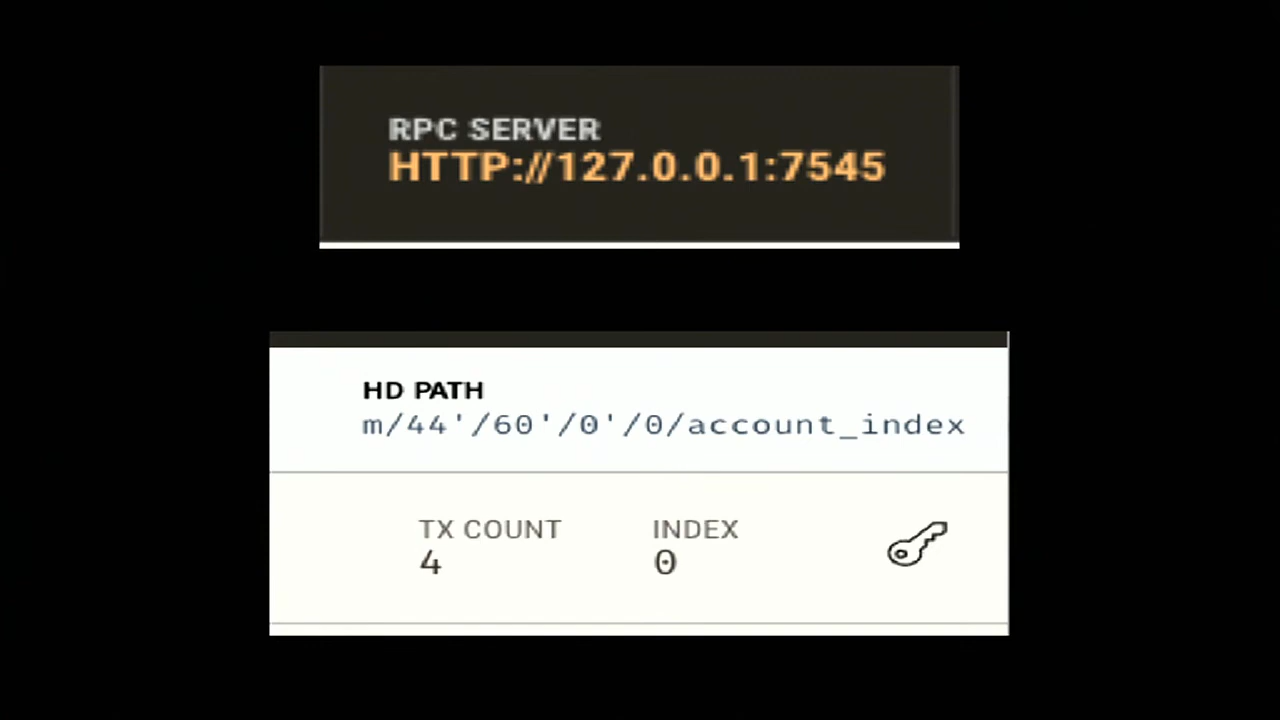 RPC SERVER
HTTP://127.0.0.1:7545
HD PATH
m/44'/60'/0'/0/account_index
TX COUNT INDEX
4 0